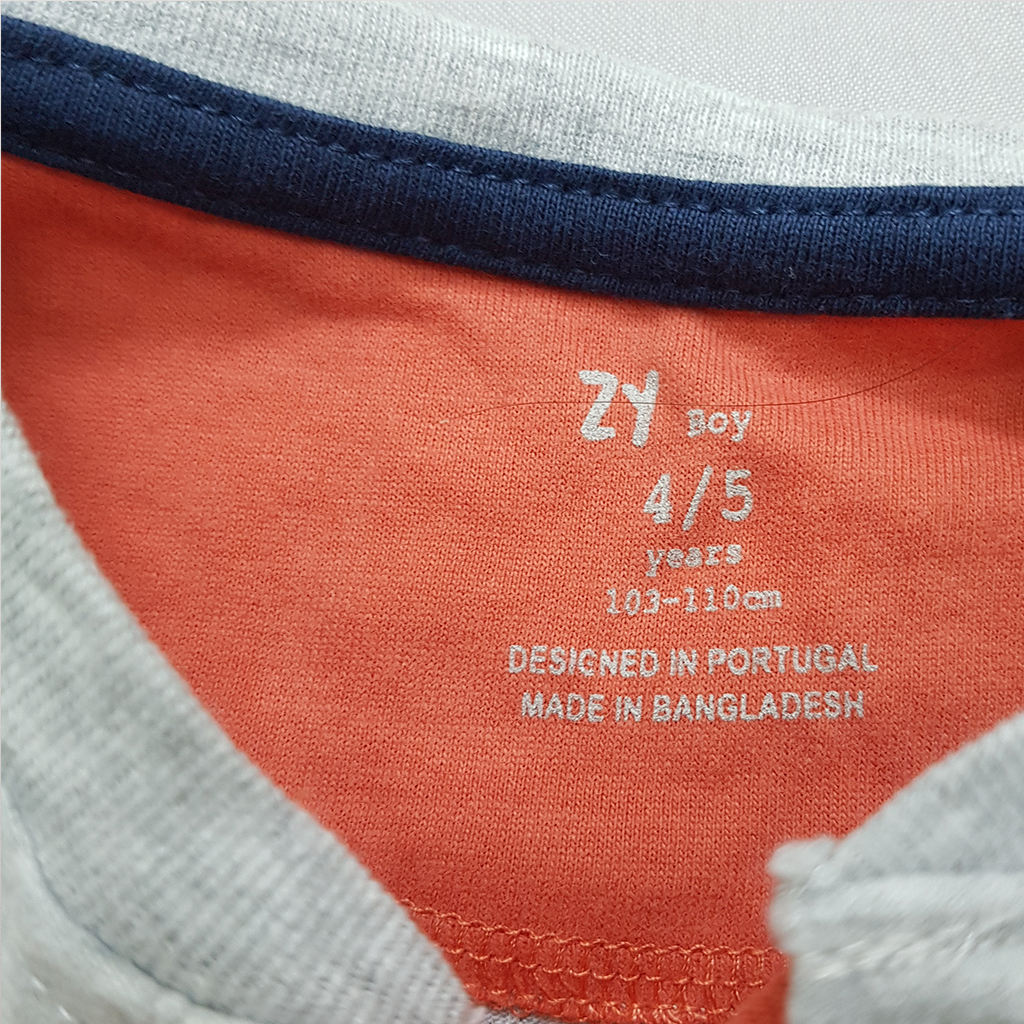 ZY Boy
4/5
years
103-110cm
DESIGNED IN PORTUGAL
MADE IN BANGLADESH